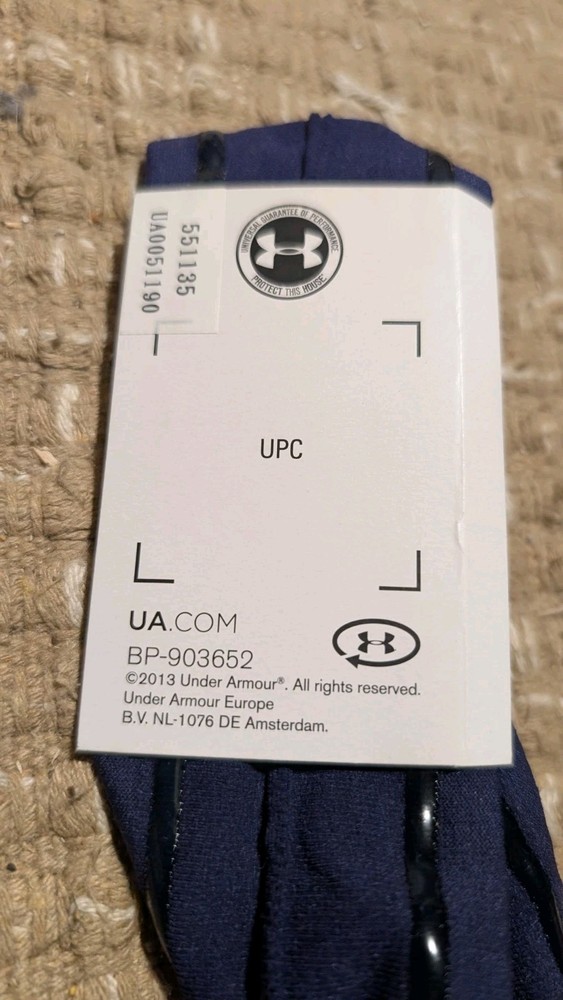 551135
UA0051190
UNIVERSAL GUARANTEE OF PERFORMANCE
PROTECT THIS HOUSE
UPC
UA.COM
BP-903652
©2013 Under Armour®. All rights reserved.
Under Armour Europe
B.V. NL-1076 DE Amsterdam.